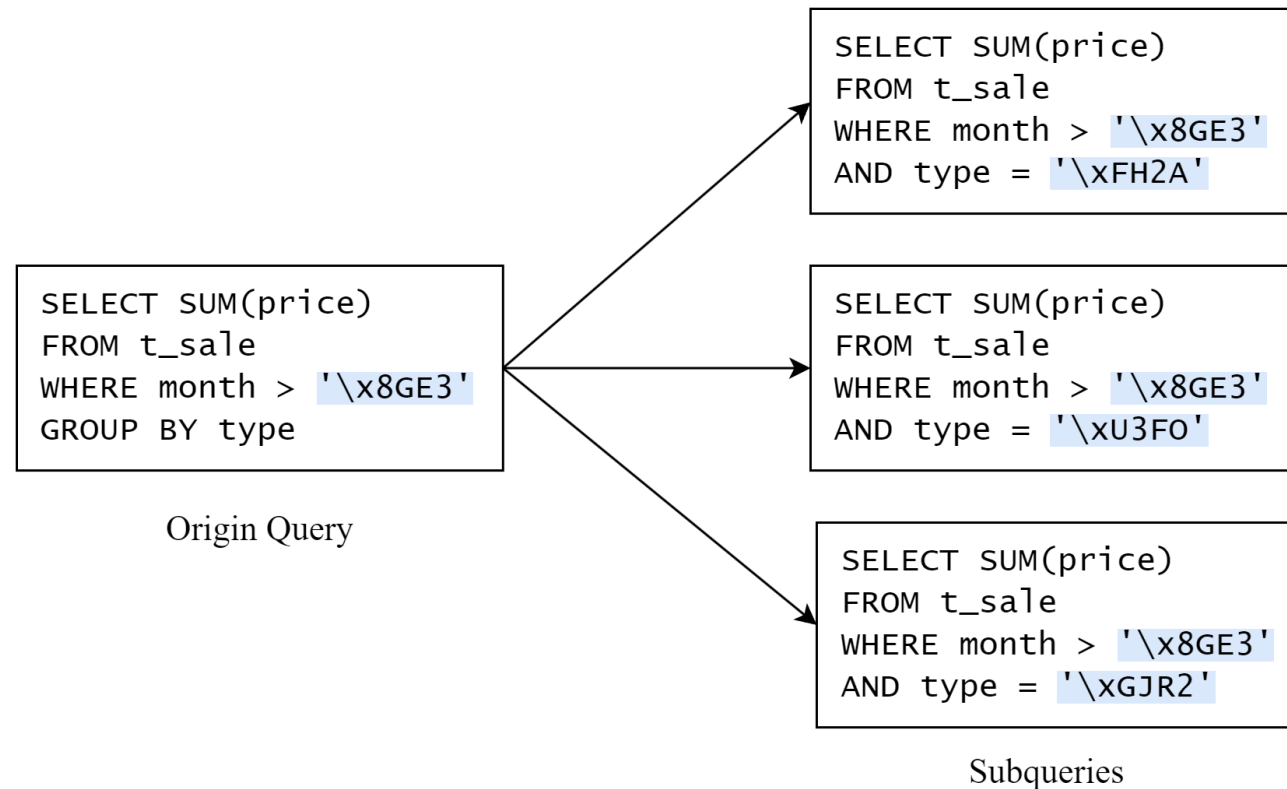 SELECT SUM(price)
FROM t_sale
WHERE month > '\x8GE3'
GROUP BY type
Origin Query
SELECT SUM(price)
FROM t_sale
WHERE month > '\x8GE3'
AND type = '\xFH2A'
SELECT SUM(price)
FROM t_sale
WHERE month > '\x8GE3'
AND type = '\xU3FO'
SELECT SUM(price)
FROM t_sale
WHERE month > '\x8GE3'
AND type = '\xGJR2'
Subqueries